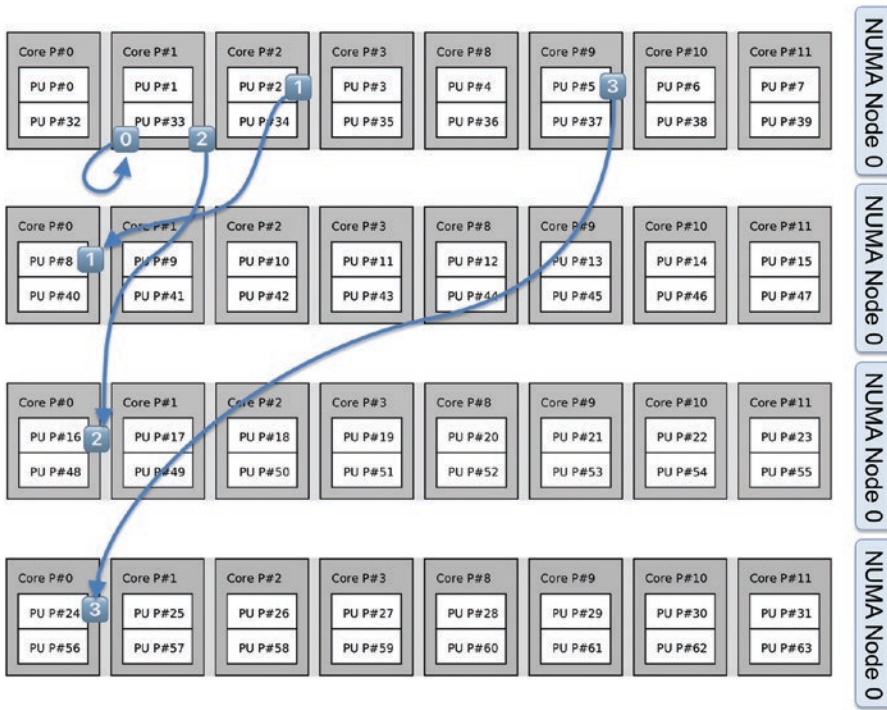 Core P#0 Core P#1 Core P#2 Core P#3 Core P#8 Core P#9 Core P#10 Core P#11
PU P#0 PU P#1 PU P#2 1 PU P#3 PU P#4 PU P#5 3 PU P#6 PU P#7
PU P#32 PU P#33 PU P#34 PU P#35 PU P#36 PU P#37 PU P#38 PU P#39
0 2
NUMA Node 0
Core P#0 Core P#1 Core P#2 Core P#3 Core P#8 Core P#9 Core P#10 Core P#11
PU P#8 1 PU P#9 PU P#10 PU P#11 PU P#12 PU P#13 PU P#14 PU P#15
PU P#40 PU P#41 PU P#42 PU P#43 PU P#44 PU P#45 PU P#46 PU P#47
NUMA Node 0
Core P#0 Core P#1 Core P#2 Core P#3 Core P#8 Core P#9 Core P#10 Core P#11
PU P#16 2 PU P#17 PU P#18 PU P#19 PU P#20 PU P#21 PU P#22 PU P#23
PU P#48 PU P#49 PU P#50 PU P#51 PU P#52 PU P#53 PU P#54 PU P#55
NUMA Node 0
Core P#0 Core P#1 Core P#2 Core P#3 Core P#8 Core P#9 Core P#10 Core P#11
PU P#24 3 PU P#25 PU P#26 PU P#27 PU P#28 PU P#29 PU P#30 PU P#31
PU P#56 PU P#57 PU P#58 PU P#59 PU P#60 PU P#61 PU P#62 PU P#63
NUMA Node 0